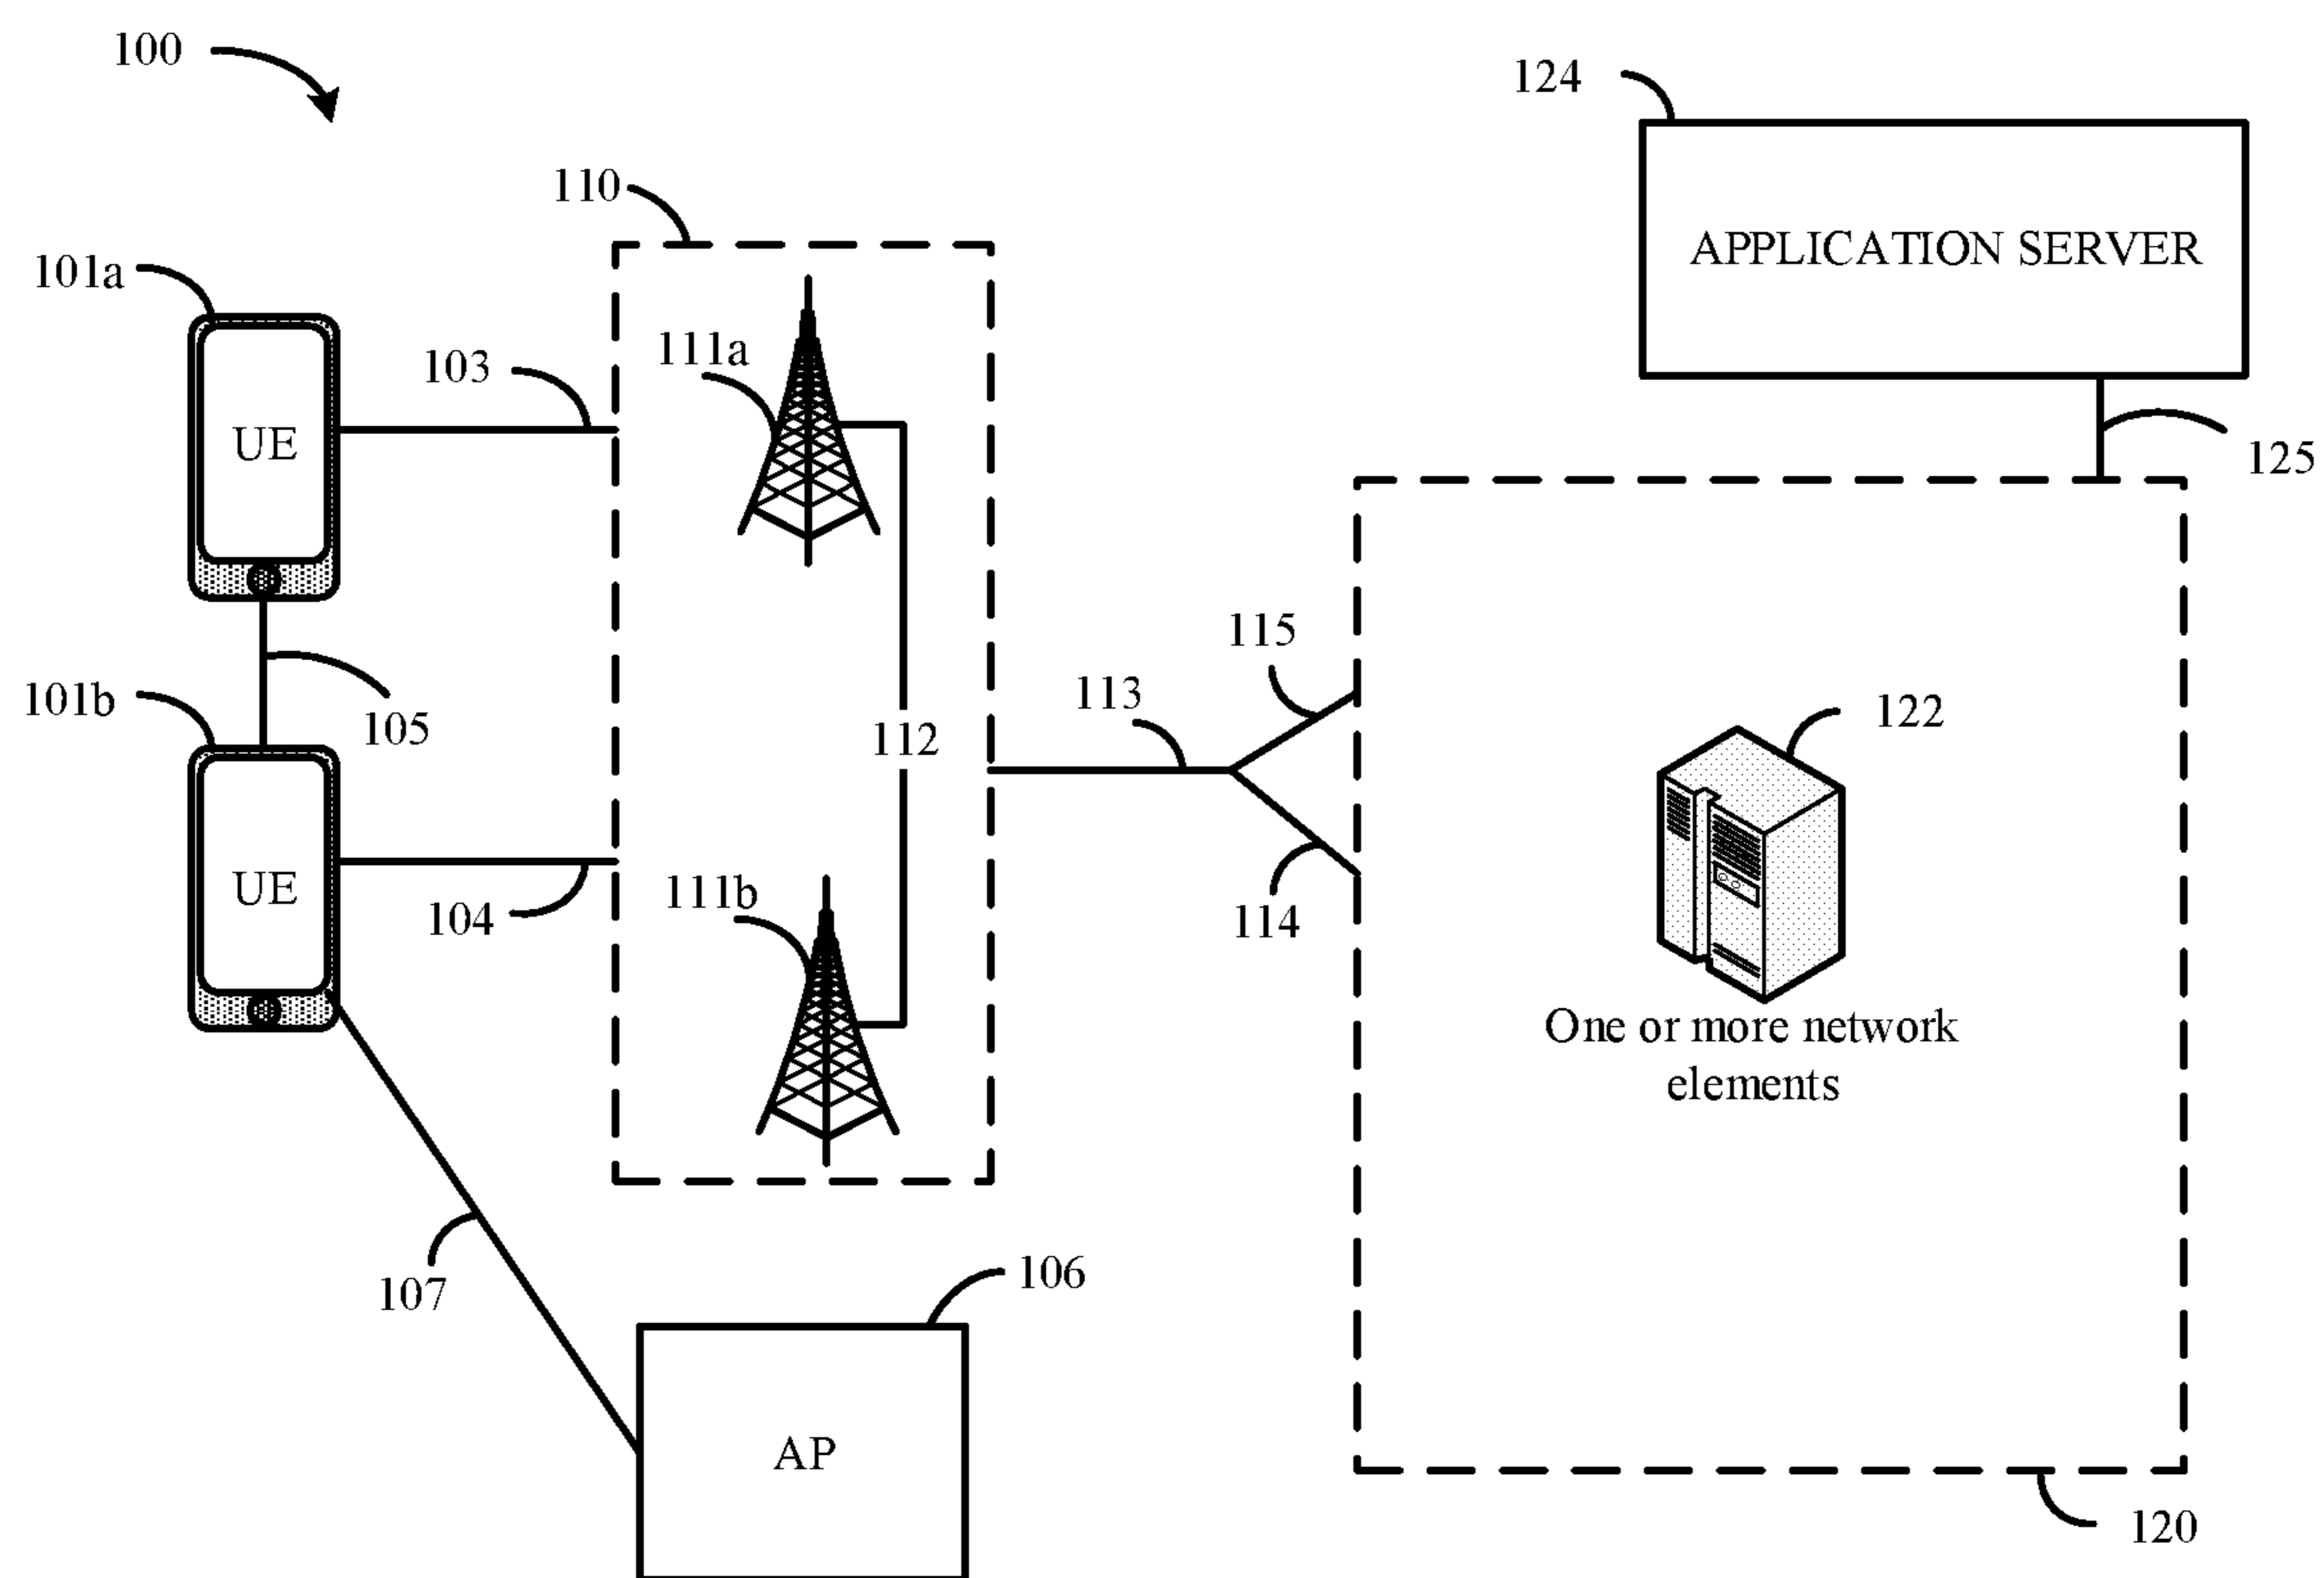 100
124
110
APPLICATION SERVER
101a
111a
103
UE
125
115
113
101b
105
122
112
UE
111b
104
114
One or more network
elements
106
107
AP
120